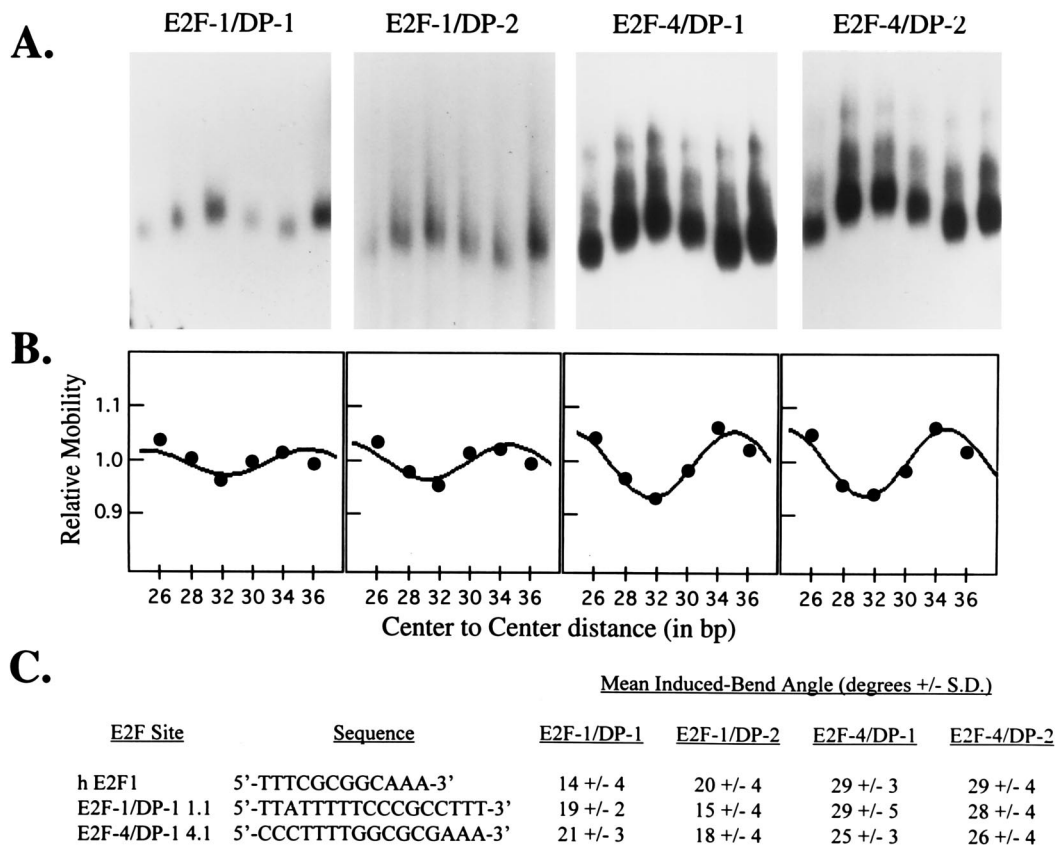 A.
E2F-1/DP-1 E2F-1/DP-2 E2F-4/DP-1 E2F-4/DP-2
B.
Relative Mobility
1.1
1.0
0.9
26 28 32 30 34 36 26 28 32 30 34 36 26 28 32 30 34 36 26 28 32 30 34 36
Center to Center distance (in bp)
C.
Mean Induced-Bend Angle (degrees +/- S.D.)
E2F Site Sequence E2F-1/DP-1 E2F-1/DP-2 E2F-4/DP-1 E2F-4/DP-2
h E2F1 5'-TTTCGCGGCAAA-3' 14 +/- 4 20 +/- 4 29 +/- 3 29 +/- 4
E2F-1/DP-1 1.1 5'-TTATTTTTCCCGCCTTT-3' 19 +/- 2 15 +/- 4 29 +/- 5 28 +/- 4
E2F-4/DP-1 4.1 5'-CCCTTTTGGCGCGAAA-3' 21 +/- 3 18 +/- 4 25 +/- 3 26 +/- 4